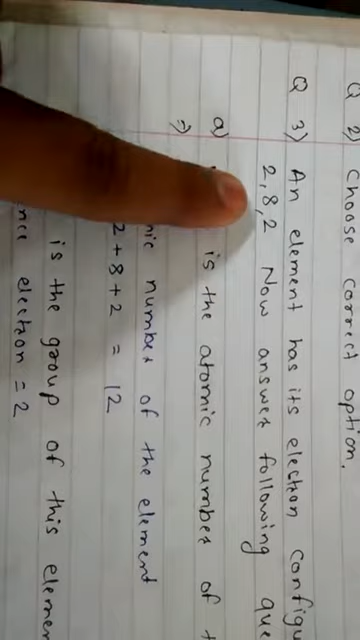 Q 2) Choose correct option.
Q 3) An element has its electron configu
2,8,2 Now answer following que
a) is the atomic number of t
⇒ mic number of the element
2+8+2 = 12
is the group of this elemen
nce electron = 2